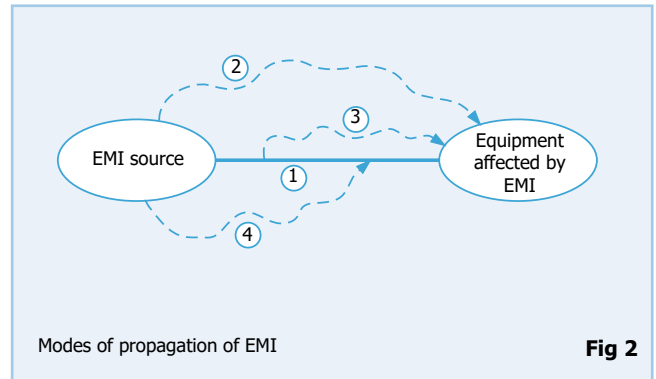 2
3
EMI source
Equipment
affected by
EMI
1
4
Modes of propagation of EMI
Fig 2